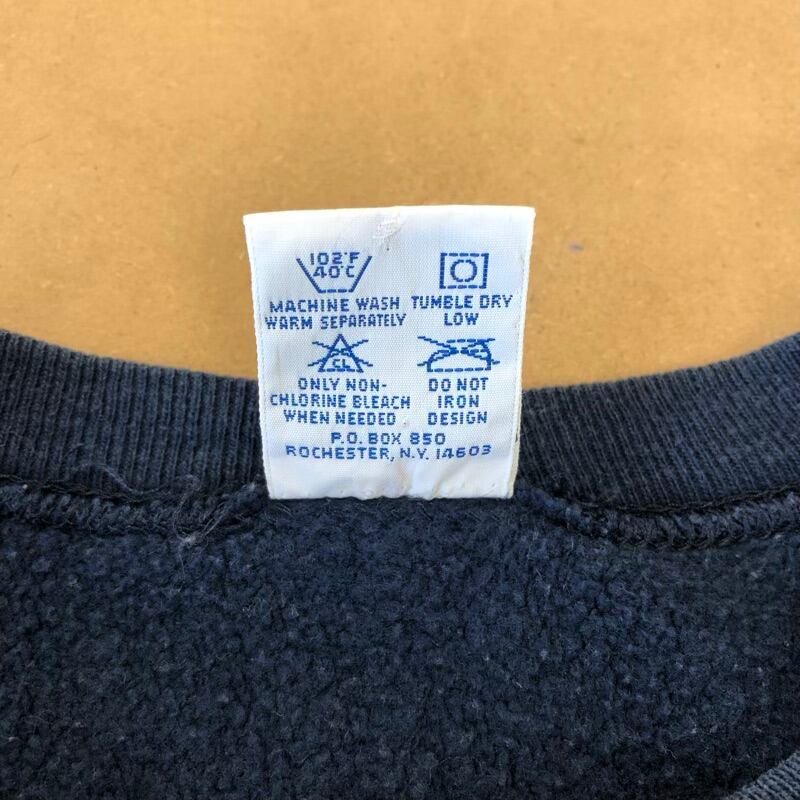 102°F
40°C
MACHINE WASH
WARM SEPARATELY
TUMBLE DRY
LOW
CL
ONLY NON-
CHLORINE BLEACH
WHEN NEEDED
DO NOT
IRON
DESIGN
P.O. BOX 850
ROCHESTER, N.Y. 14603